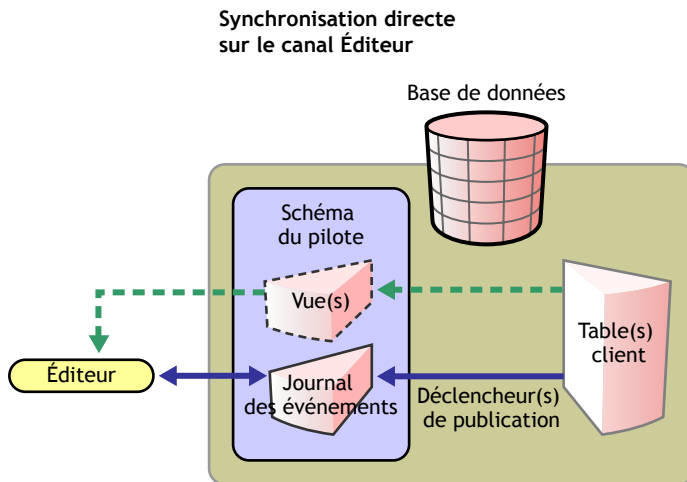 Synchronisation directe
sur le canal Éditeur
Base de données
Schéma
du pilote
Vue(s)
Table(s)
client
Éditeur
Journal
des événements
Déclencheur(s)
de publication